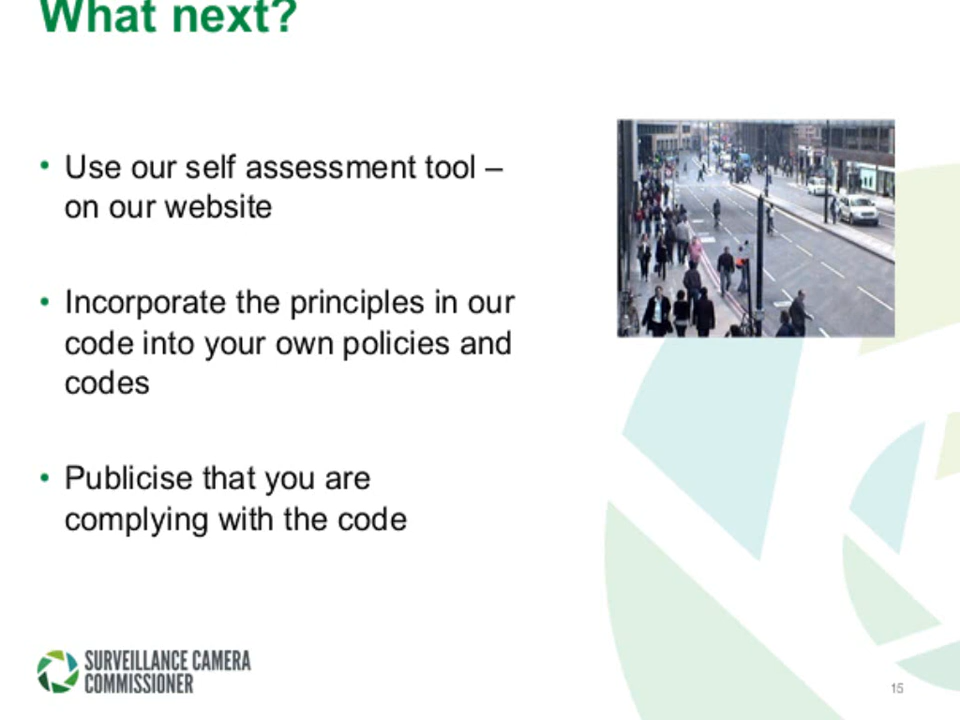 What next?
• Use our self assessment tool –
on our website
• Incorporate the principles in our
code into your own policies and
codes
• Publicise that you are
complying with the code
SURVEILLANCE CAMERA
COMMISSIONER
15